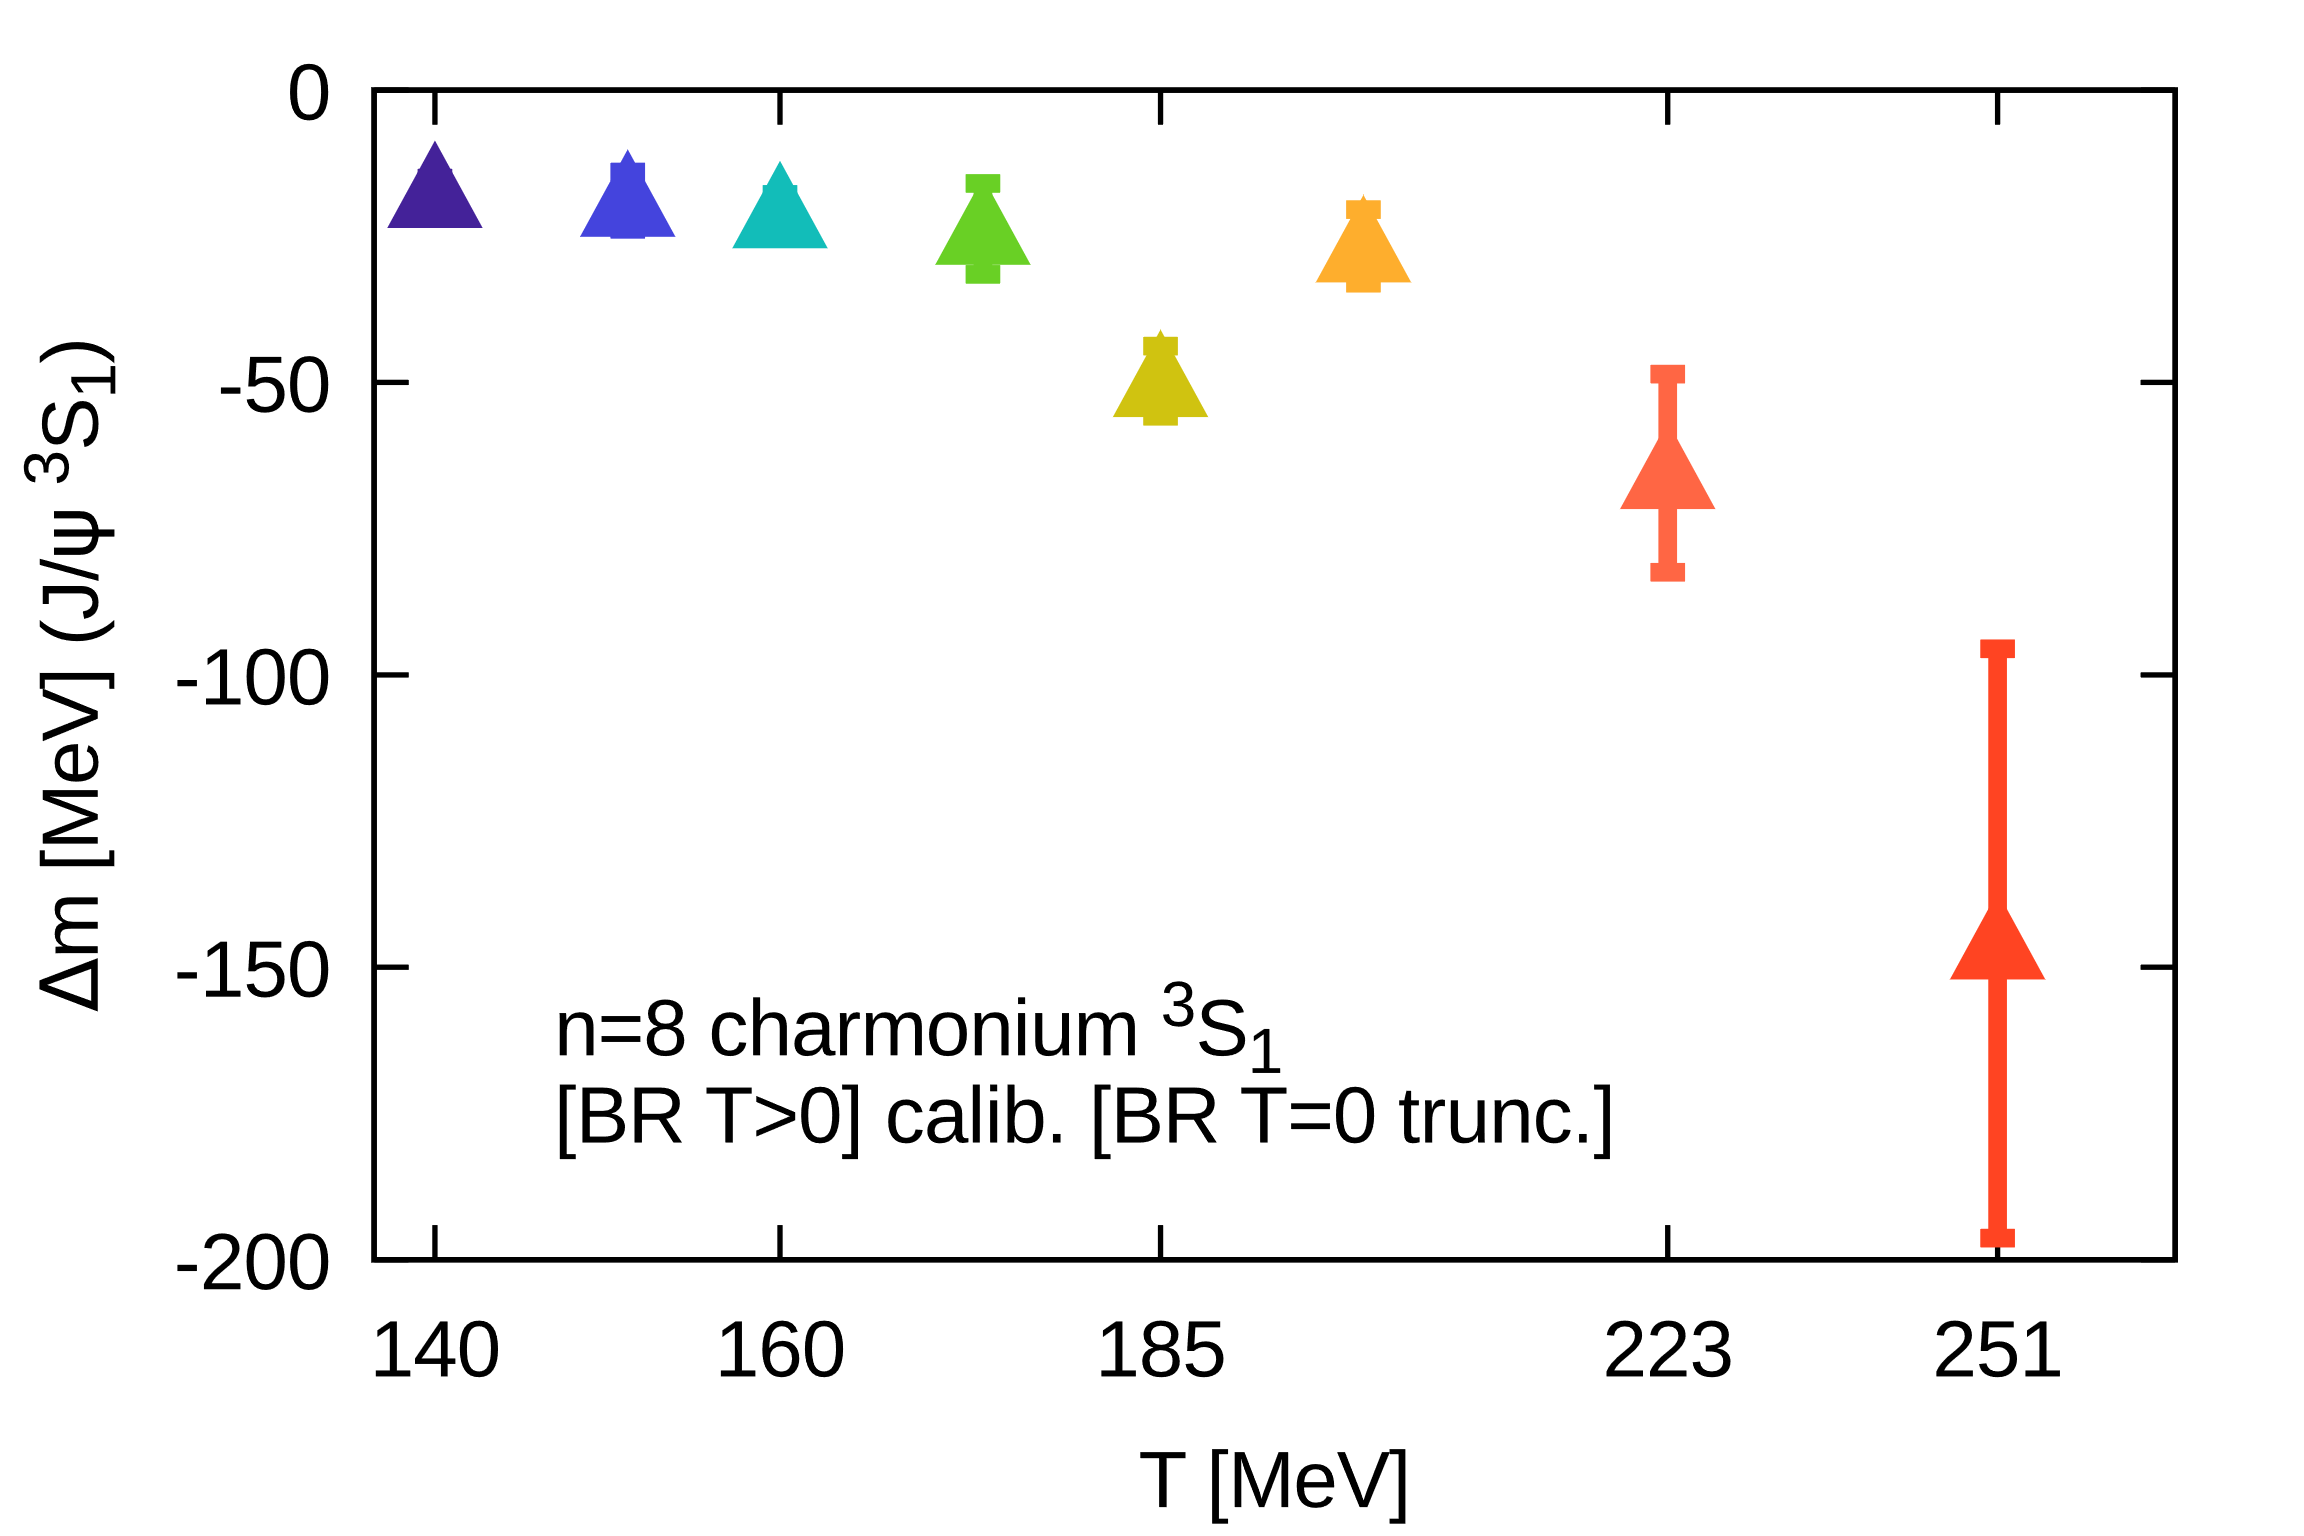 0
-50
-100
-150
-200
Δm [MeV] (J/ψ ³S₁)
n=8 charmonium ³S₁
[BR T>0] calib. [BR T=0 trunc.]
140 160 185 223 251
T [MeV]